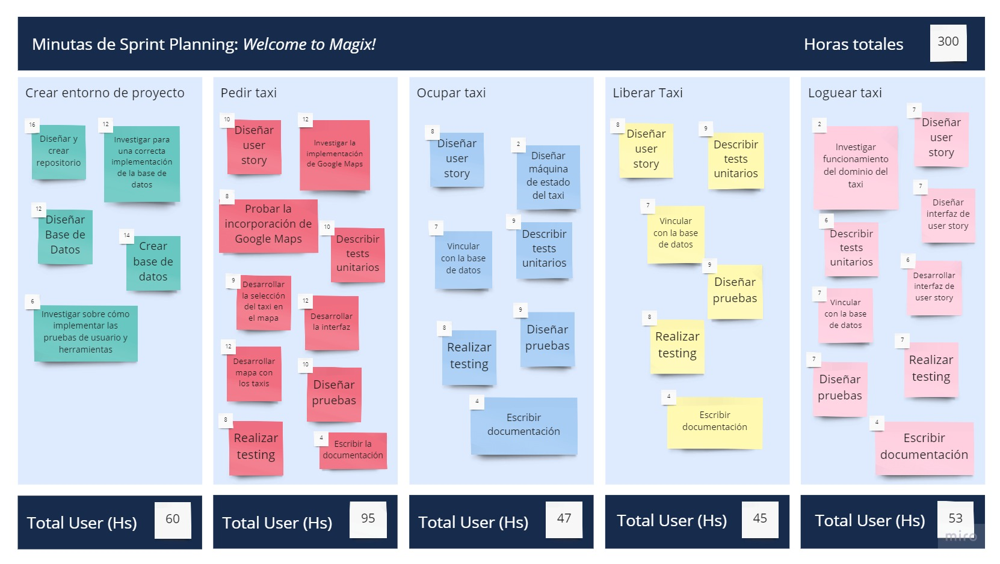 Minutas de Sprint Planning: Welcome to Magix!
Horas totales
300
Crear entorno de proyecto
16
Diseñar y
crear
repositorio
12
Investigar para
una correcta
implementación
de la base de
datos
12
Diseñar
Base de
Datos
14
Crear
base de
datos
6
Investigar sobre cómo
implementar las
pruebas de usuario y
herramientas
Total User (Hs)
60
Pedir taxi
10
Diseñar
user
story
12
Investigar la
implementación
de Google Maps
8
Probar la
incorporación de
Google Maps
10
Describir
tests
unitarios
9
Desarrollar
la selección
del taxi en
el mapa
12
Desarrollar
la interfaz
12
Desarrollar
mapa con
los taxis
10
Diseñar
pruebas
8
Realizar
testing
4
Escribir la
documentación
Total User (Hs)
95
Ocupar taxi
8
Diseñar
user
story
2
Diseñar
máquina
de estado
del taxi
7
Vincular
con la base
de datos
9
Describir
tests
unitarios
8
Realizar
testing
9
Diseñar
pruebas
4
Escribir
documentación
Total User (Hs)
47
Liberar Taxi
8
Diseñar
user
story
9
Describir
tests
unitarios
7
Vincular
con la base
de datos
9
Diseñar
pruebas
8
Realizar
testing
4
Escribir
documentación
Total User (Hs)
45
Loguear taxi
2
Investigar
funcionamiento
del dominio del
taxi
7
Diseñar
user
story
7
Diseñar
interfaz de
user story
6
Describir
tests
unitarios
6
Desarrollar
interfaz de
user story
7
Vincular
con la base
de datos
7
Realizar
testing
7
Diseñar
pruebas
4
Escribir
documentación
Total User (Hs)
53
miro